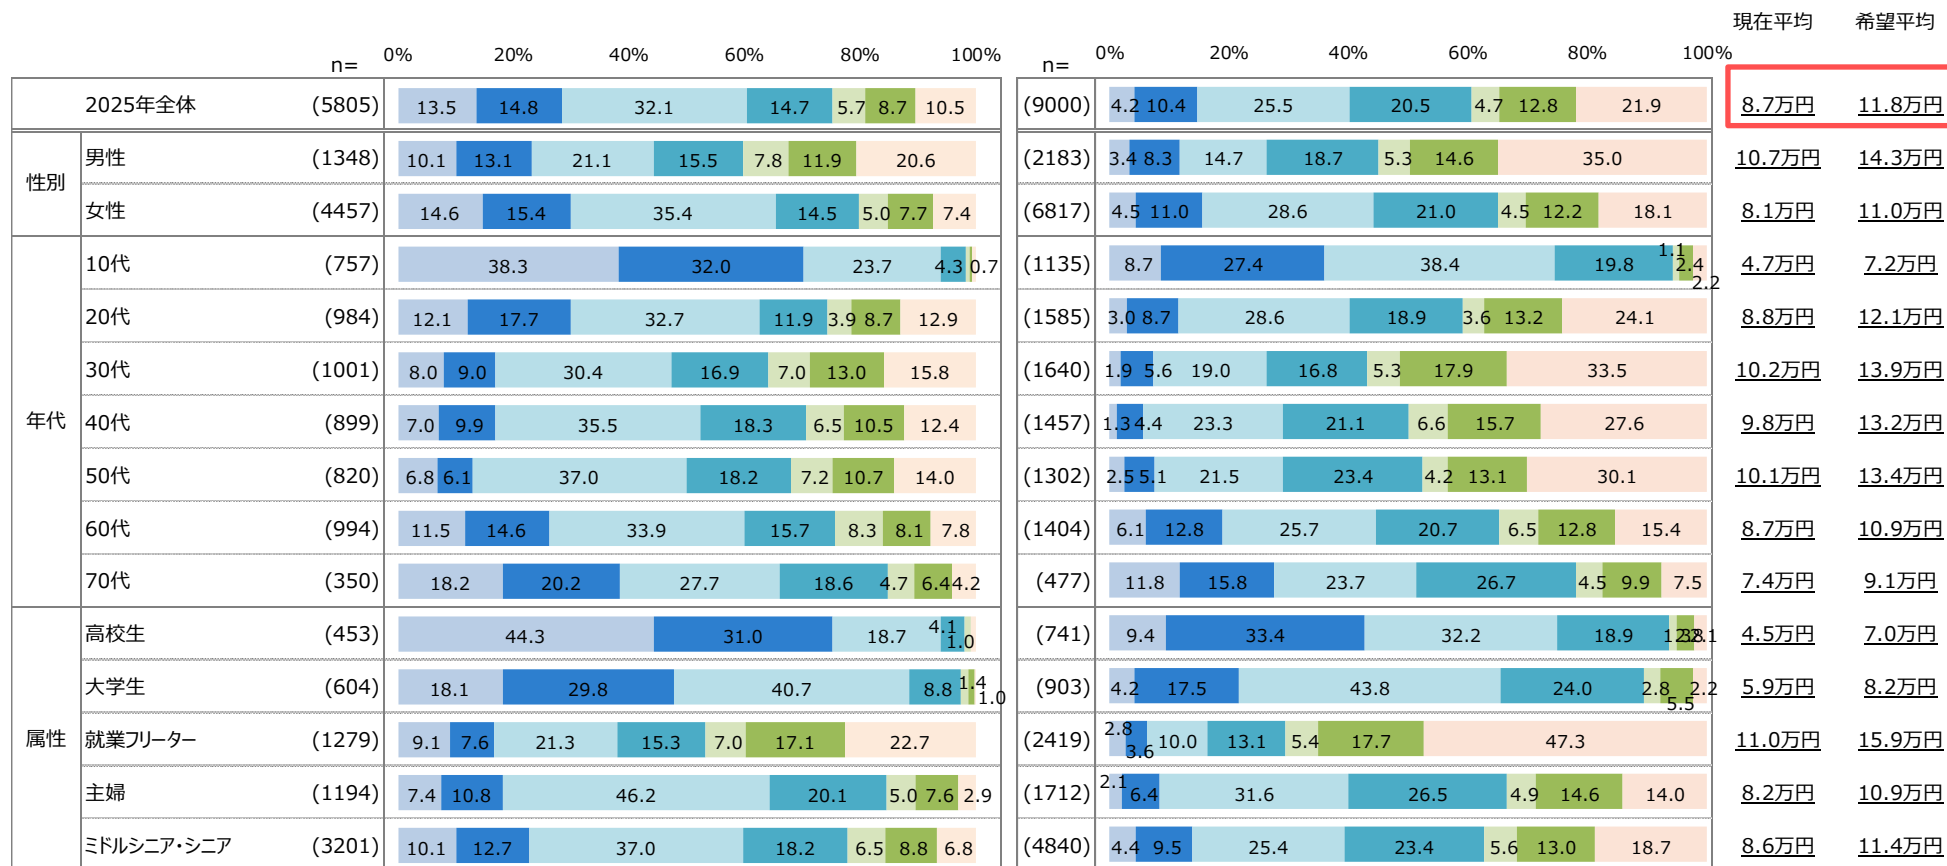 現在平均 希望平均
n= 0% 20% 40% 60% 80% 100% n= 0% 20% 40% 60% 80% 100%
2025年全体 (5805) 13.5 14.8 32.1 14.7 5.7 8.7 10.5 (9000) 4.2 10.4 25.5 20.5 4.7 12.8 21.9 8.7万円 11.8万円
性別
男性 (1348) 10.1 13.1 21.1 15.5 7.8 11.9 20.6 (2183) 3.4 8.3 14.7 18.7 5.3 14.6 35.0 10.7万円 14.3万円
女性 (4457) 14.6 15.4 35.4 14.5 5.0 7.7 7.4 (6817) 4.5 11.0 28.6 21.0 4.5 12.2 18.1 8.1万円 11.0万円
年代
10代 (757) 38.3 32.0 23.7 4.3 0.7 (1135) 8.7 27.4 38.4 19.8 1.1 2.4 2.2 4.7万円 7.2万円
20代 (984) 12.1 17.7 32.7 11.9 3.9 8.7 12.9 (1585) 3.0 8.7 28.6 18.9 3.6 13.2 24.1 8.8万円 12.1万円
30代 (1001) 8.0 9.0 30.4 16.9 7.0 13.0 15.8 (1640) 1.9 5.6 19.0 16.8 5.3 17.9 33.5 10.2万円 13.9万円
40代 (899) 7.0 9.9 35.5 18.3 6.5 10.5 12.4 (1457) 1.3 4.4 23.3 21.1 6.6 15.7 27.6 9.8万円 13.2万円
50代 (820) 6.8 6.1 37.0 18.2 7.2 10.7 14.0 (1302) 2.5 5.1 21.5 23.4 4.2 13.1 30.1 10.1万円 13.4万円
60代 (994) 11.5 14.6 33.9 15.7 8.3 8.1 7.8 (1404) 6.1 12.8 25.7 20.7 6.5 12.8 15.4 8.7万円 10.9万円
70代 (350) 18.2 20.2 27.7 18.6 4.7 6.4 4.2 (477) 11.8 15.8 23.7 26.7 4.5 9.9 7.5 7.4万円 9.1万円
属性
高校生 (453) 44.3 31.0 18.7 4.1 1.0 (741) 9.4 33.4 32.2 18.9 4.5万円 7.0万円
大学生 (604) 18.1 29.8 40.7 8.8 1.4 1.0 (903) 4.2 17.5 43.8 24.0 2.8 5.5 2.2 5.9万円 8.2万円
就業フリーター (1279) 9.1 7.6 21.3 15.3 7.0 17.1 22.7 (2419) 2.8 3.6 10.0 13.1 5.4 17.7 47.3 11.0万円 15.9万円
主婦 (1194) 7.4 10.8 46.2 20.1 5.0 7.6 2.9 (1712) 2.1 6.4 31.6 26.5 4.9 14.6 14.0 8.2万円 10.9万円
ミドルシニア・シニア (3201) 10.1 12.7 37.0 18.2 6.5 8.8 6.8 (4840) 4.4 9.5 25.4 23.4 5.6 13.0 18.7 8.6万円 11.4万円